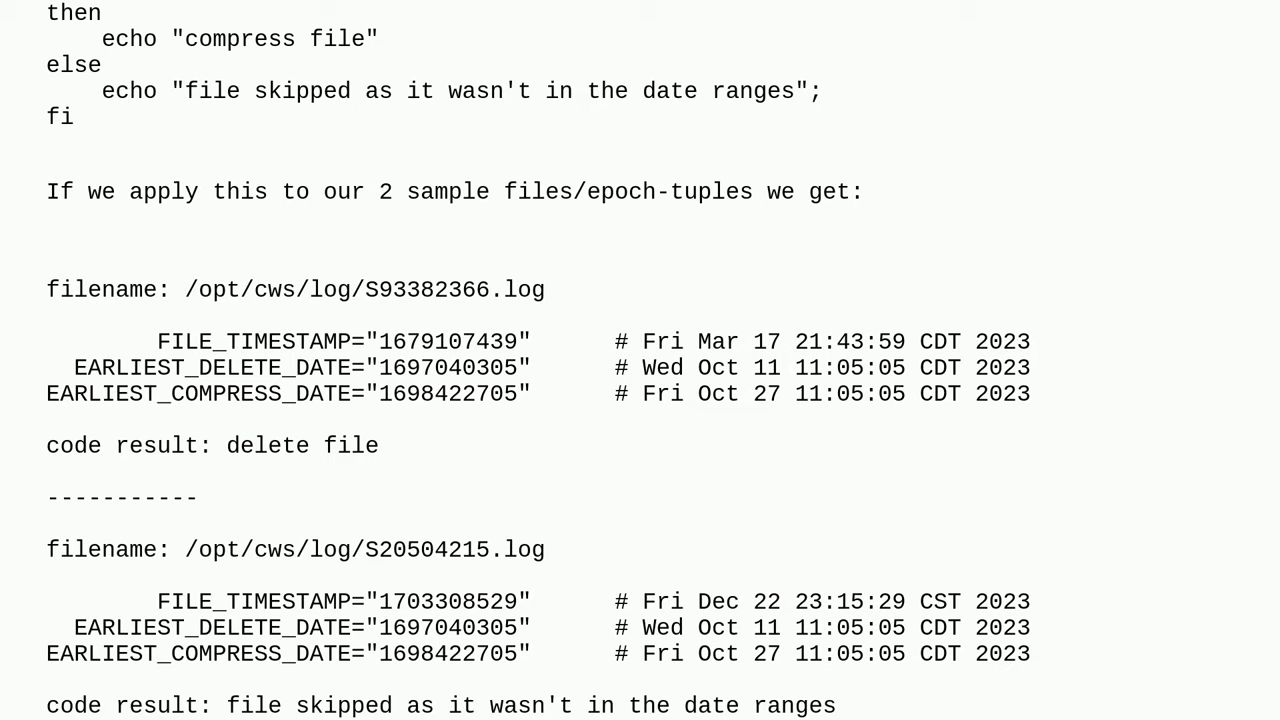 then
    echo "compress file"
else
    echo "file skipped as it wasn't in the date ranges";
fi
If we apply this to our 2 sample files/epoch-tuples we get:
filename: /opt/cws/log/S93382366.log
        FILE_TIMESTAMP="1679107439"      # Fri Mar 17 21:43:59 CDT 2023
  EARLIEST_DELETE_DATE="1697040305"      # Wed Oct 11 11:05:05 CDT 2023
EARLIEST_COMPRESS_DATE="1698422705"      # Fri Oct 27 11:05:05 CDT 2023
code result: delete file
-----------
filename: /opt/cws/log/S20504215.log
        FILE_TIMESTAMP="1703308529"      # Fri Dec 22 23:15:29 CST 2023
  EARLIEST_DELETE_DATE="1697040305"      # Wed Oct 11 11:05:05 CDT 2023
EARLIEST_COMPRESS_DATE="1698422705"      # Fri Oct 27 11:05:05 CDT 2023
code result: file skipped as it wasn't in the date ranges